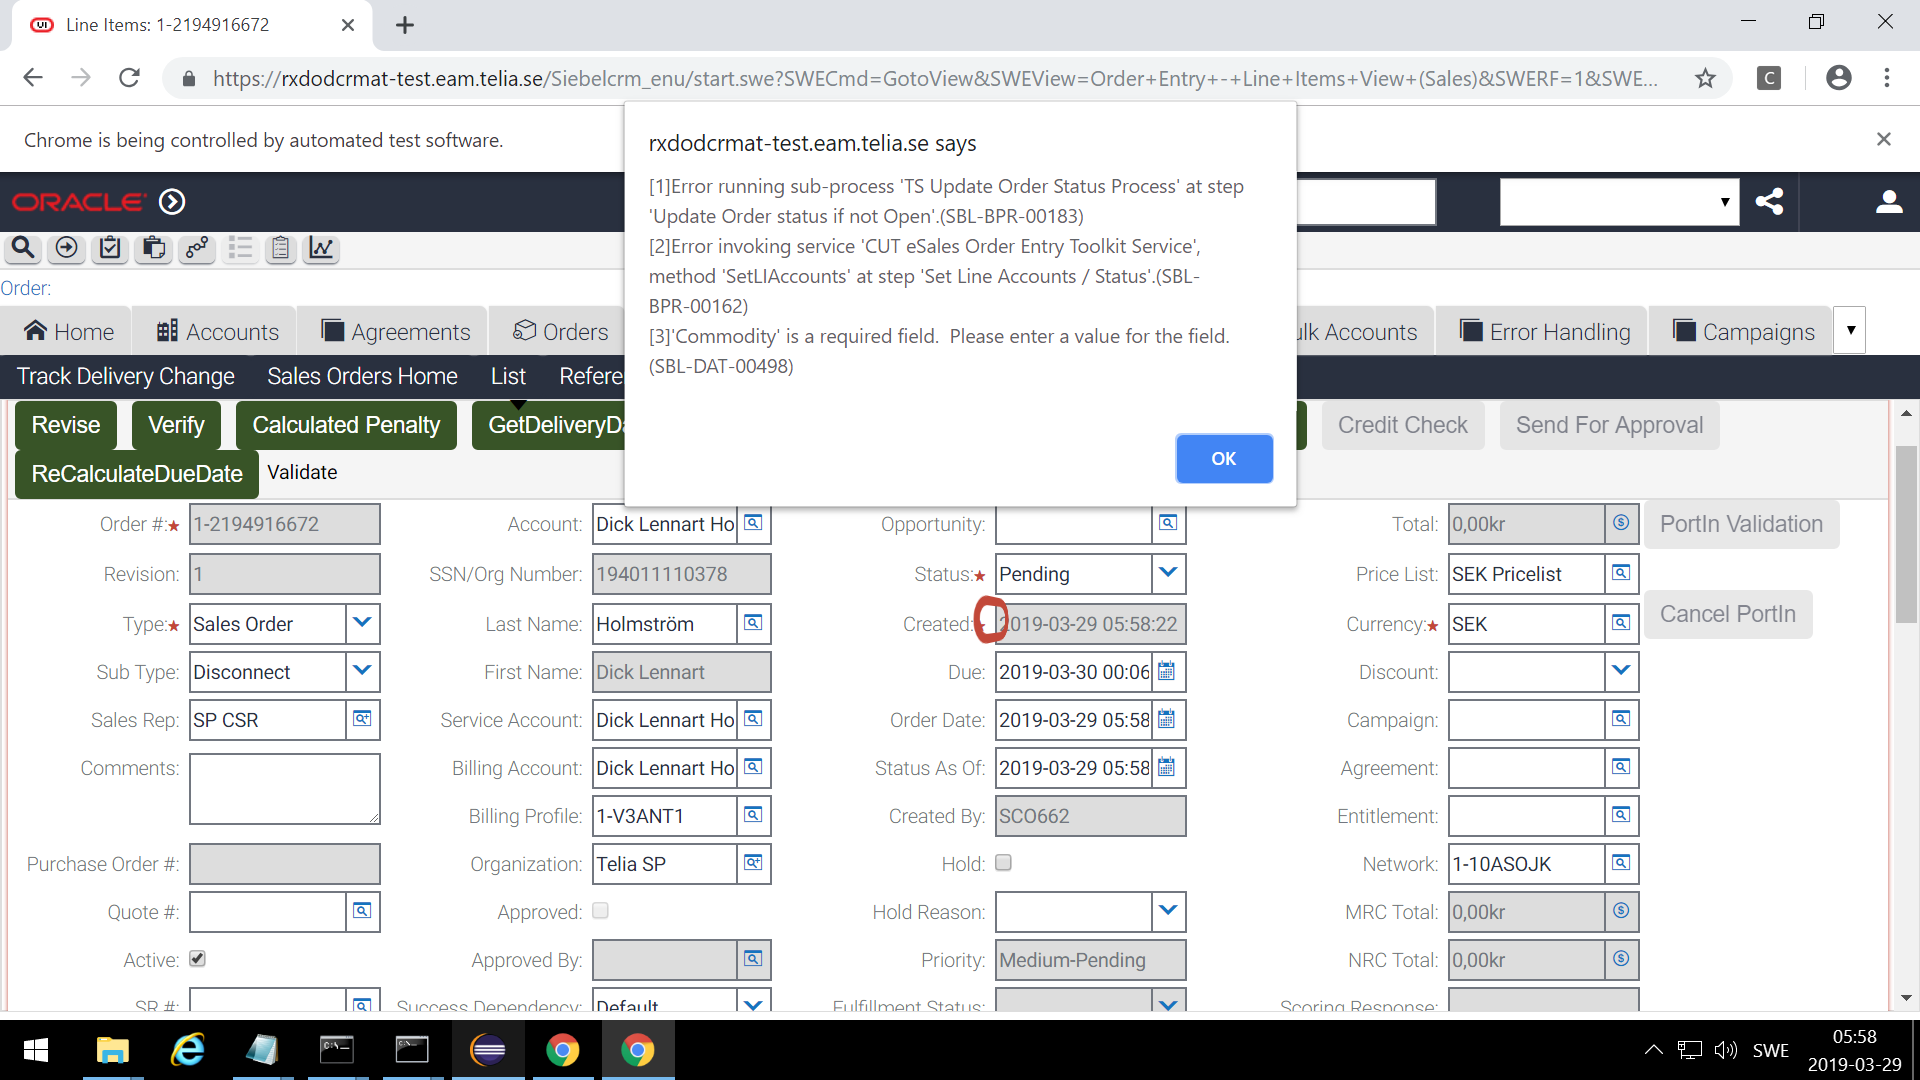 Line Items: 1-2194916672
https://rxdodcrmat-test.eam.telia.se/Siebelcrm_enu/start.swe?SWECmd=GotoView&SWEView=Order+Entry+-+Line+Items+View+(Sales)&SWERF=1&SWE...
C
Chrome is being controlled by automated test software.
rxdodcrmat-test.eam.telia.se says
[1]Error running sub-process 'TS Update Order Status Process' at step
'Update Order status if not Open'.(SBL-BPR-00183)
[2]Error invoking service 'CUT eSales Order Entry Toolkit Service',
method 'SetLIAccounts' at step 'Set Line Accounts / Status'.(SBL-
BPR-00162)
[3]'Commodity' is a required field.  Please enter a value for the field.
(SBL-DAT-00498)
OK
ORACLE
Order:
Home Accounts Agreements Orders ulk Accounts Error Handling Campaigns
Track Delivery Change Sales Orders Home List Refere
Revise Verify Calculated Penalty GetDeliveryDa Credit Check Send For Approval
ReCalculateDueDate Validate
Order #:★ 1-2194916672 Account: Dick Lennart Ho Opportunity: Total: 0,00kr PortIn Validation
Revision: 1 SSN/Org Number: 194011110378 Status:★ Pending Price List: SEK Pricelist
Type:★ Sales Order Last Name: Holmström Created: 2019-03-29 05:58:22 Currency:★ SEK Cancel PortIn
Sub Type: Disconnect First Name: Dick Lennart Due: 2019-03-30 00:06 Discount:
Sales Rep: SP CSR Service Account: Dick Lennart Ho Order Date: 2019-03-29 05:58 Campaign:
Comments: Billing Account: Dick Lennart Ho Status As Of: 2019-03-29 05:58 Agreement:
Billing Profile: 1-V3ANT1 Created By: SCO662 Entitlement:
Purchase Order #: Organization: Telia SP Hold: Network: 1-10ASOJK
Quote #: Approved: Hold Reason: MRC Total: 0,00kr
Active: Approved By: Priority: Medium-Pending NRC Total: 0,00kr
SR #: Success Dependency: Default Fulfillment Status: Scoring Response:
SWE 05:58
2019-03-29